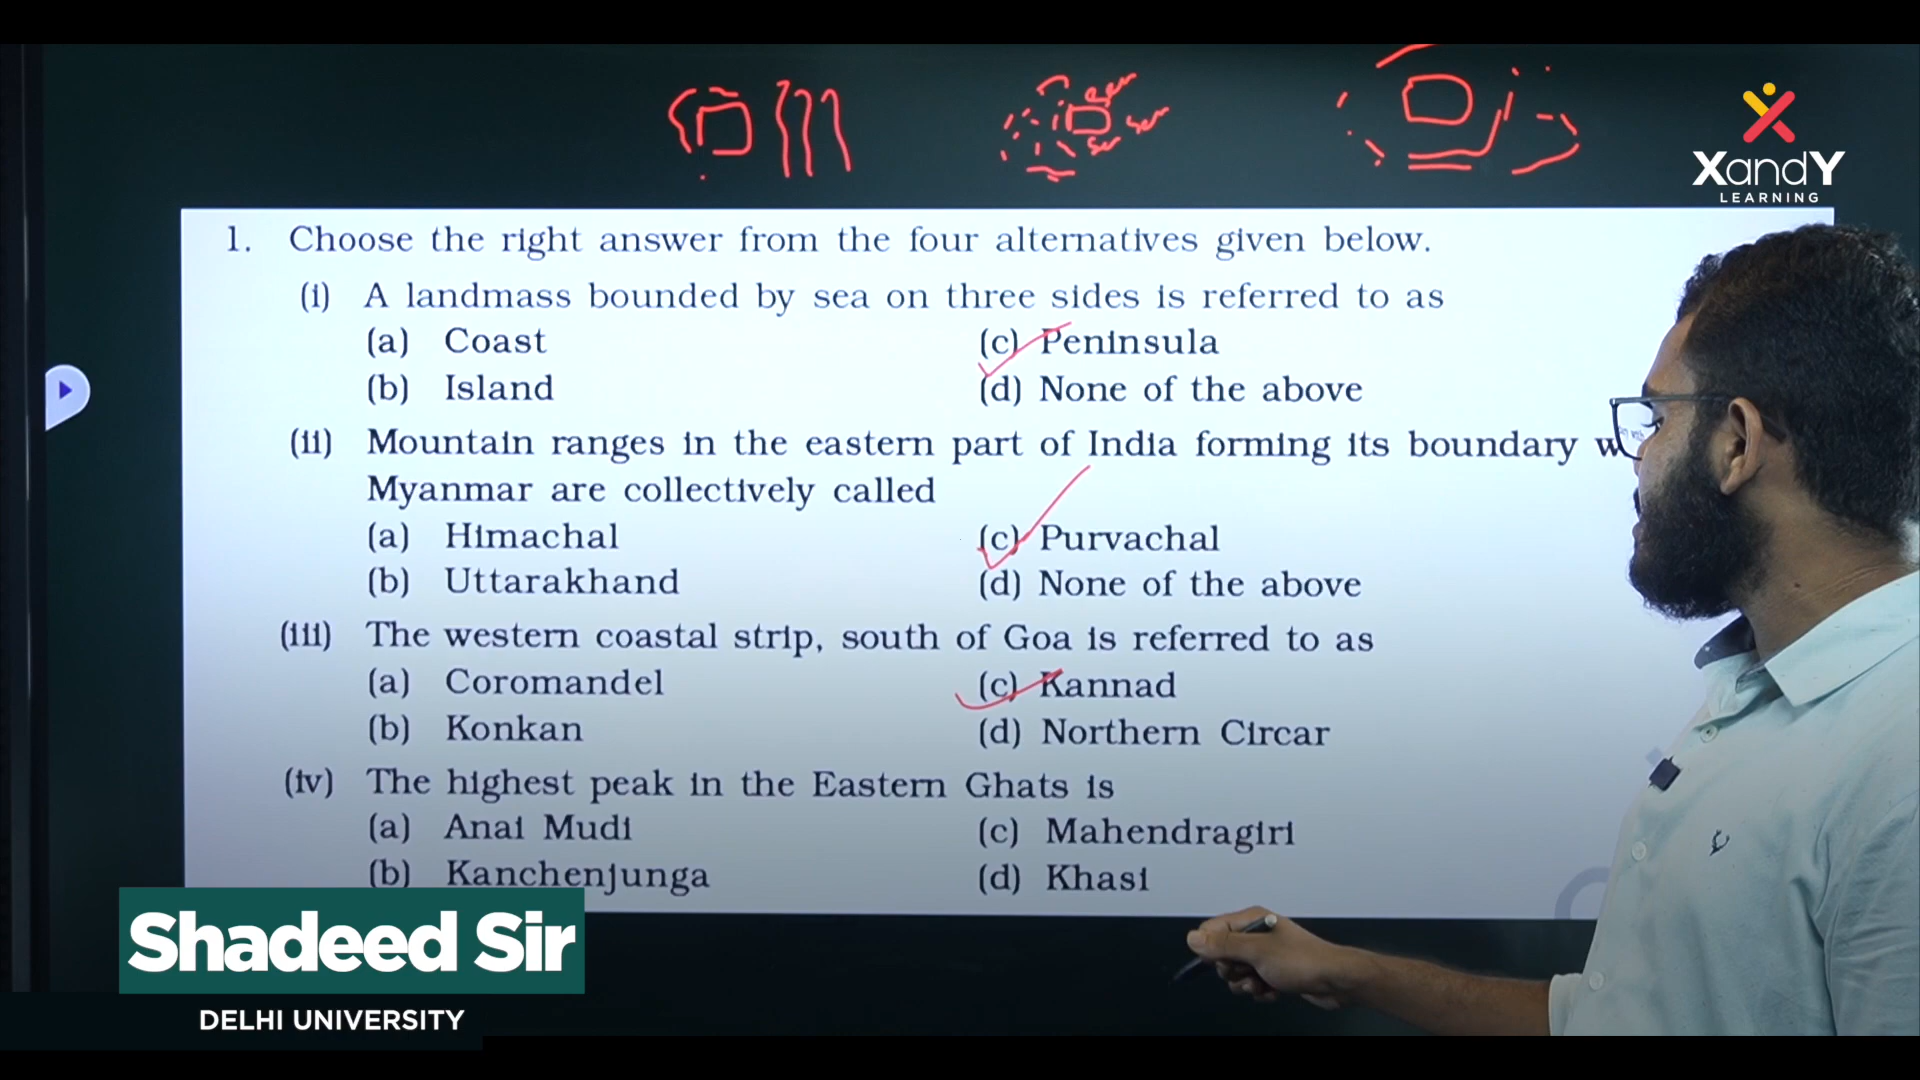 XandY
LEARNING
1. Choose the right answer from the four alternatives given below.
(i) A landmass bounded by sea on three sides is referred to as
(a) Coast (c) Peninsula
(b) Island (d) None of the above
(ii) Mountain ranges in the eastern part of India forming its boundary
Myanmar are collectively called
(a) Himachal (c) Purvachal
(b) Uttarakhand (d) None of the above
(iii) The western coastal strip, south of Goa is referred to as
(a) Coromandel (c) Kannad
(b) Konkan (d) Northern Circar
(iv) The highest peak in the Eastern Ghats is
(a) Anai Mudi (c) Mahendragiri
(b) Kanchenjunga (d) Khasi
Shadeed Sir
DELHI UNIVERSITY